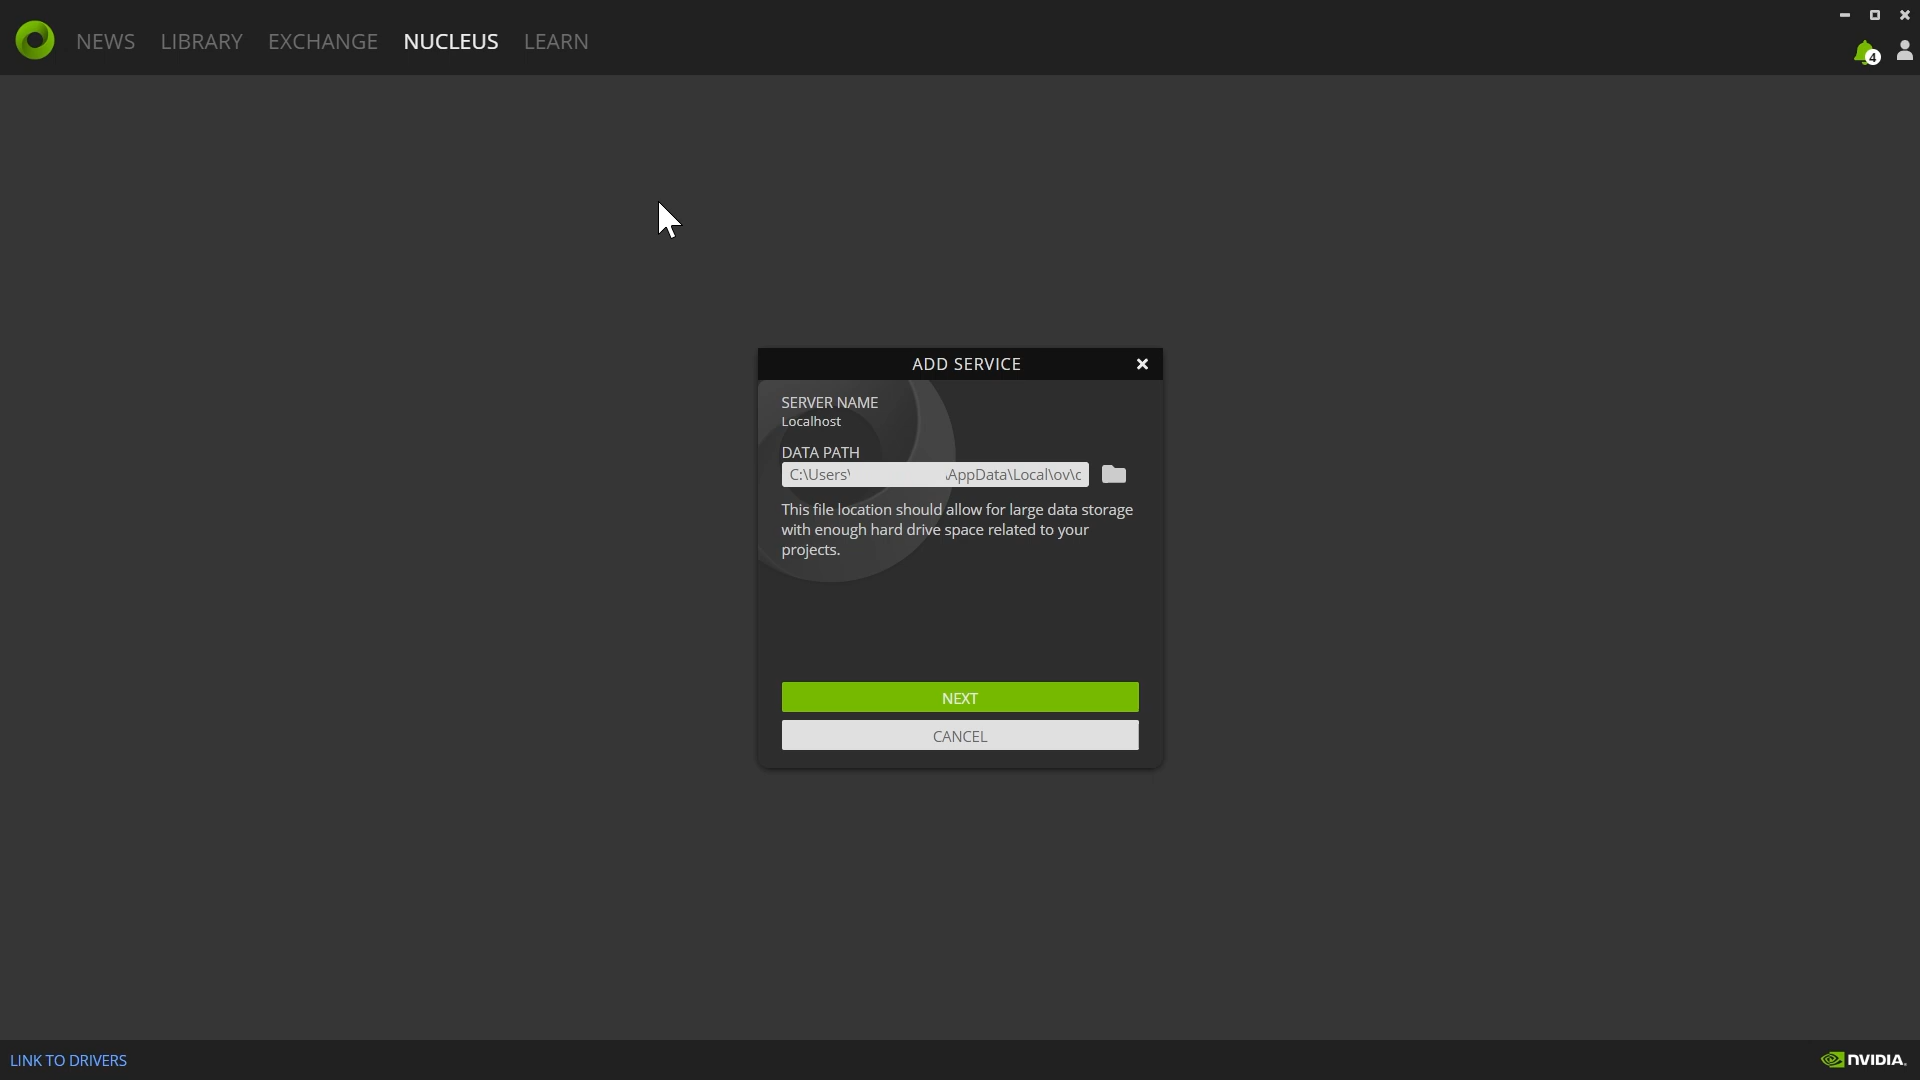 NEWS LIBRARY EXCHANGE NUCLEUS LEARN
4
ADD SERVICE
SERVER NAME
Localhost
DATA PATH
C:\Users\ \AppData\Local\ov\c
This file location should allow for large data storage
with enough hard drive space related to your
projects.
NEXT
CANCEL
LINK TO DRIVERS
NVIDIA.